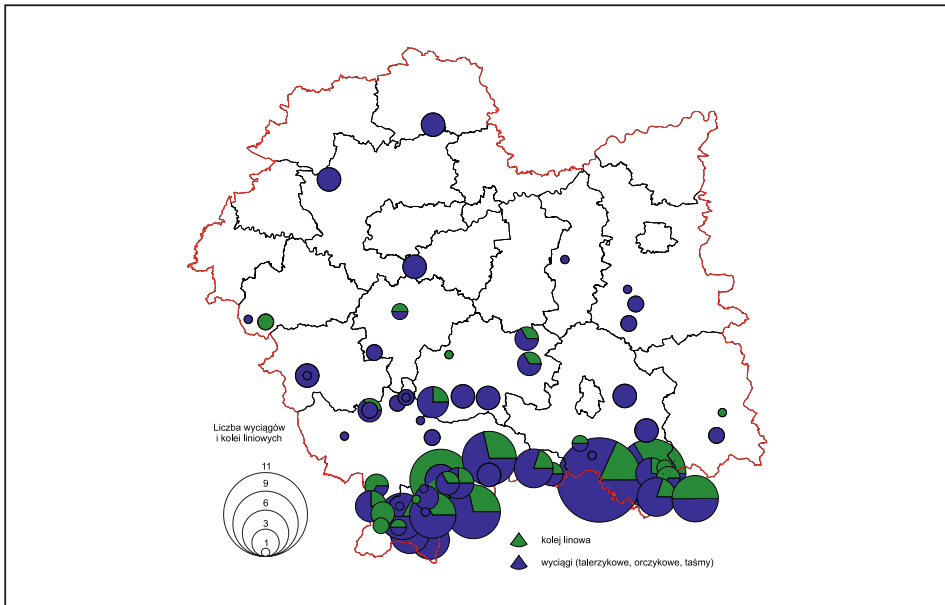 Liczba wyciągów
i kolei liniowych
11
9
6
3
1
kolej linowa
wyciągi (talerzykowe, orczykowe, taśmy)